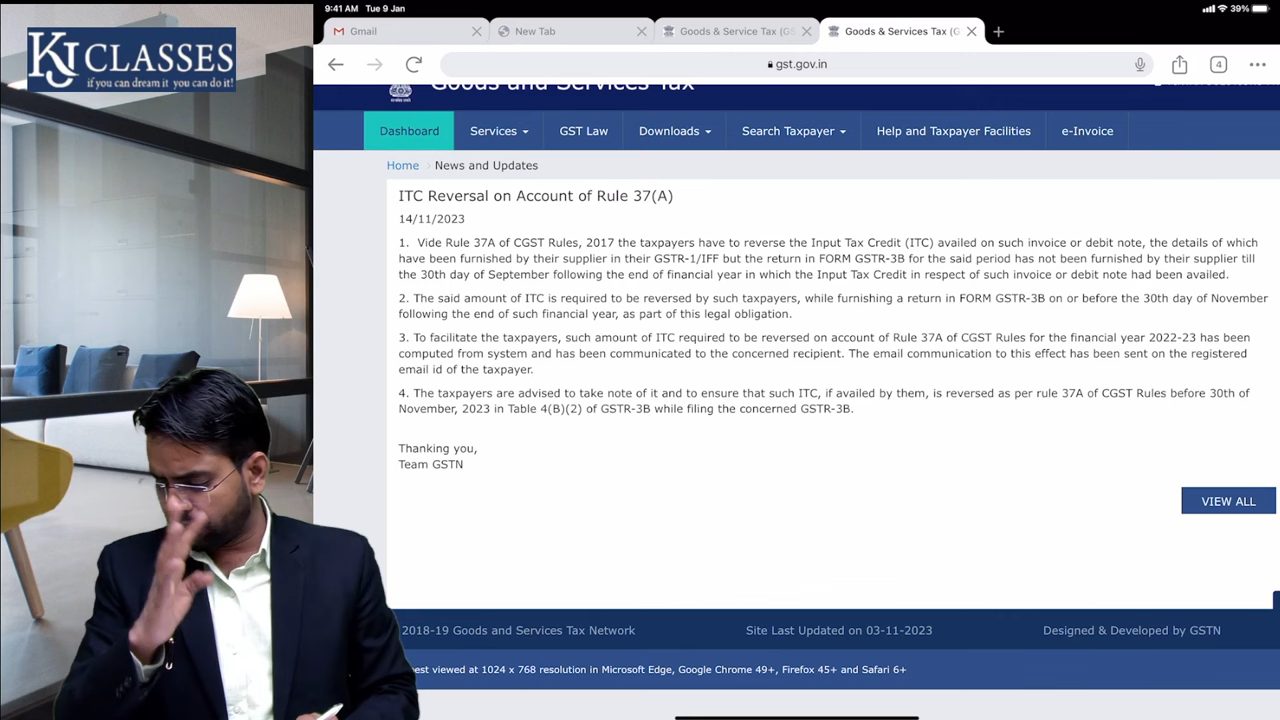 9:41 AM Tue 9 Jan
39%
KJ CLASSES
if you can dream it you can do it!
Gmail
New Tab
Goods & Service Tax (GS
Goods & Services Tax (G
gst.gov.in
4
Goods and Services Tax
Dashboard
Services
GST Law
Downloads
Search Taxpayer
Help and Taxpayer Facilities
e-Invoice
Home
News and Updates
ITC Reversal on Account of Rule 37(A)
14/11/2023
1. Vide Rule 37A of CGST Rules, 2017 the taxpayers have to reverse the Input Tax Credit (ITC) availed on such invoice or debit note, the details of which
have been furnished by their supplier in their GSTR-1/IFF but the return in FORM GSTR-3B for the said period has not been furnished by their supplier till
the 30th day of September following the end of financial year in which the Input Tax Credit in respect of such invoice or debit note had been availed.
2. The said amount of ITC is required to be reversed by such taxpayers, while furnishing a return in FORM GSTR-3B on or before the 30th day of November
following the end of such financial year, as part of this legal obligation.
3. To facilitate the taxpayers, such amount of ITC required to be reversed on account of Rule 37A of CGST Rules for the financial year 2022-23 has been
computed from system and has been communicated to the concerned recipient. The email communication to this effect has been sent on the registered
email id of the taxpayer.
4. The taxpayers are advised to take note of it and to ensure that such ITC, if availed by them, is reversed as per rule 37A of CGST Rules before 30th of
November, 2023 in Table 4(B)(2) of GSTR-3B while filing the concerned GSTR-3B.
Thanking you,
Team GSTN
VIEW ALL
2018-19 Goods and Services Tax Network
Site Last Updated on 03-11-2023
Designed & Developed by GSTN
est viewed at 1024 x 768 resolution in Microsoft Edge, Google Chrome 49+, Firefox 45+ and Safari 6+